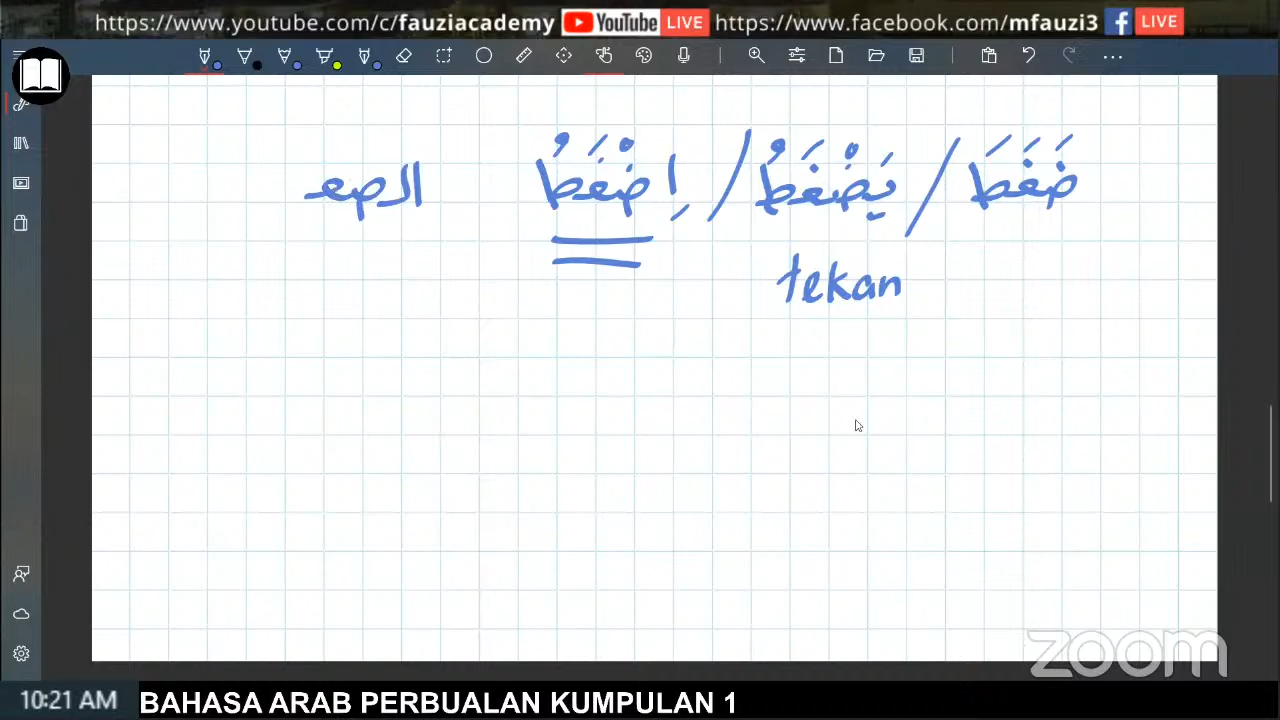 https://www.youtube.com/c/fauziacademy YouTube LIVE https://www.facebook.com/mfauzi3 f LIVE
ضَغَطَ / يَضْغَطُ / اِضْغَطُ الصعـ
tekan
zoom
10:21 AM BAHASA ARAB PERBUALAN KUMPULAN 1